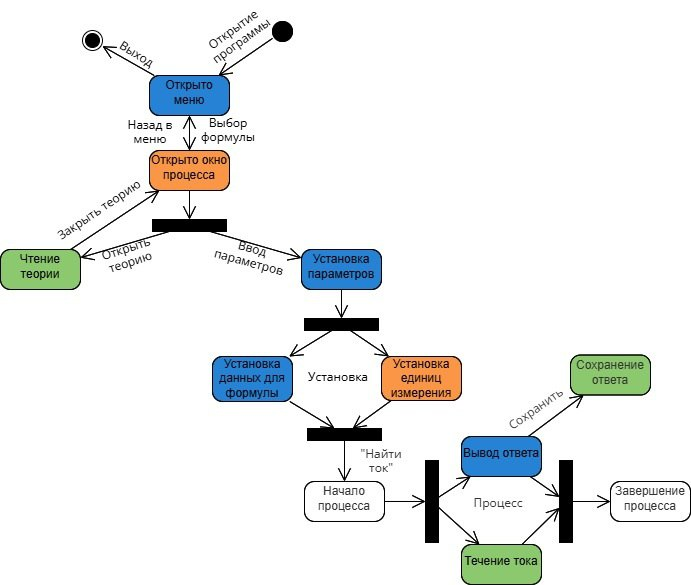 Открытие
программы
Выход
Открыто
меню
Назад в
меню
Выбор
формулы
Открыто окно
процесса
Закрыть теорию
Открыть
теорию
Ввод
параметров
Чтение
теории
Установка
параметров
Установка
данных для
формулы
Установка
Установка
единиц
измерения
Сохранение
ответа
Сохранить
"Найти
ток"
Вывод ответа
Начало
процесса
Процесс
Завершение
процесса
Течение тока